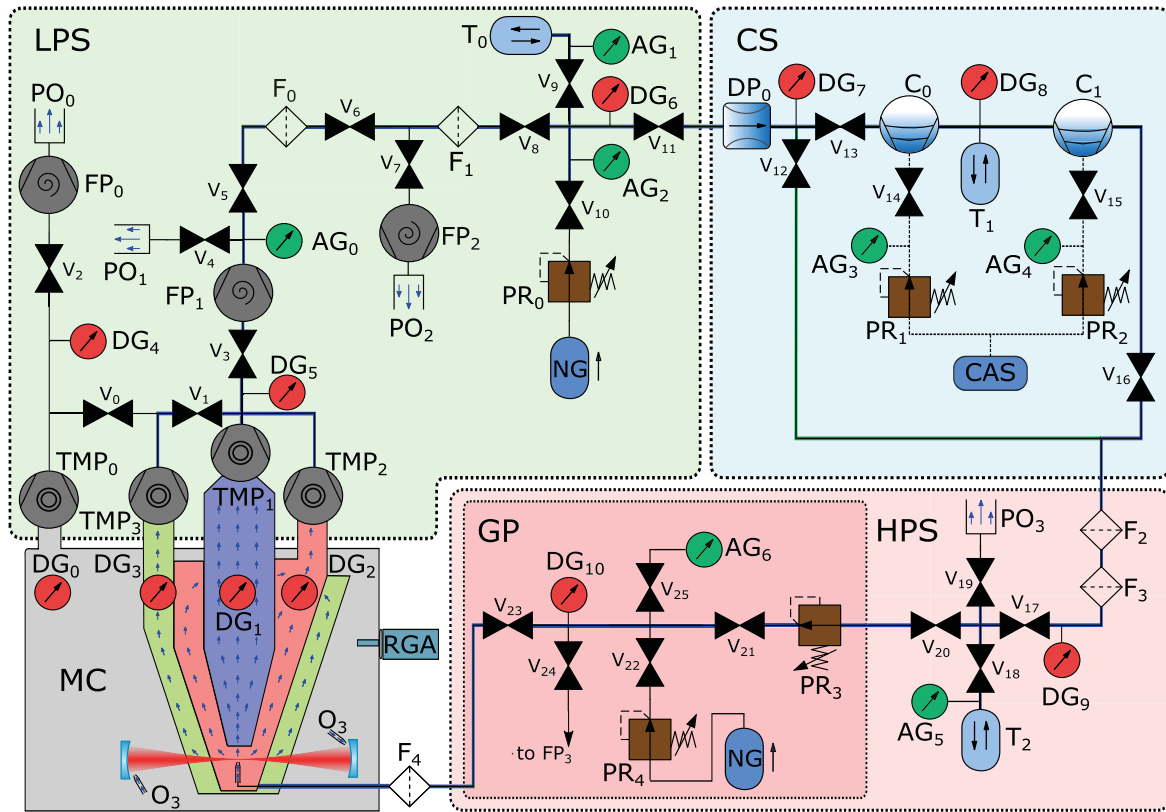 LPS
T₀
AG₁
CS
PO₀
F₀
V₆
V₉
DG₆
DP₀
DG₇
C₀
DG₈
C₁
FP₀
V₇
F₁
V₈
V₁₁
V₁₂
V₁₃
V₅
AG₂
V₁₄
V₁₅
T₁
V₂
V₄
AG₀
FP₂
V₁₀
PO₁
AG₃
AG₄
FP₁
PR₀
PO₂
PR₁
PR₂
DG₄
V₃
DG₅
NG
CAS
V₁₆
V₀
V₁
TMP₀
TMP₂
TMP₁
TMP₃
PO₃
F₂
GP
HPS
DG₀
DG₃
DG₂
DG₁₀
AG₆
V₁₉
F₃
DG₁
V₂₃
V₂₅
V₁₇
RGA
V₂₁
V₂₀
MC
V₂₄
V₂₂
V₁₈
PR₃
DG₉
AG₅
O₃
F₄
to FP₃
PR₄
NG
T₂
O₃